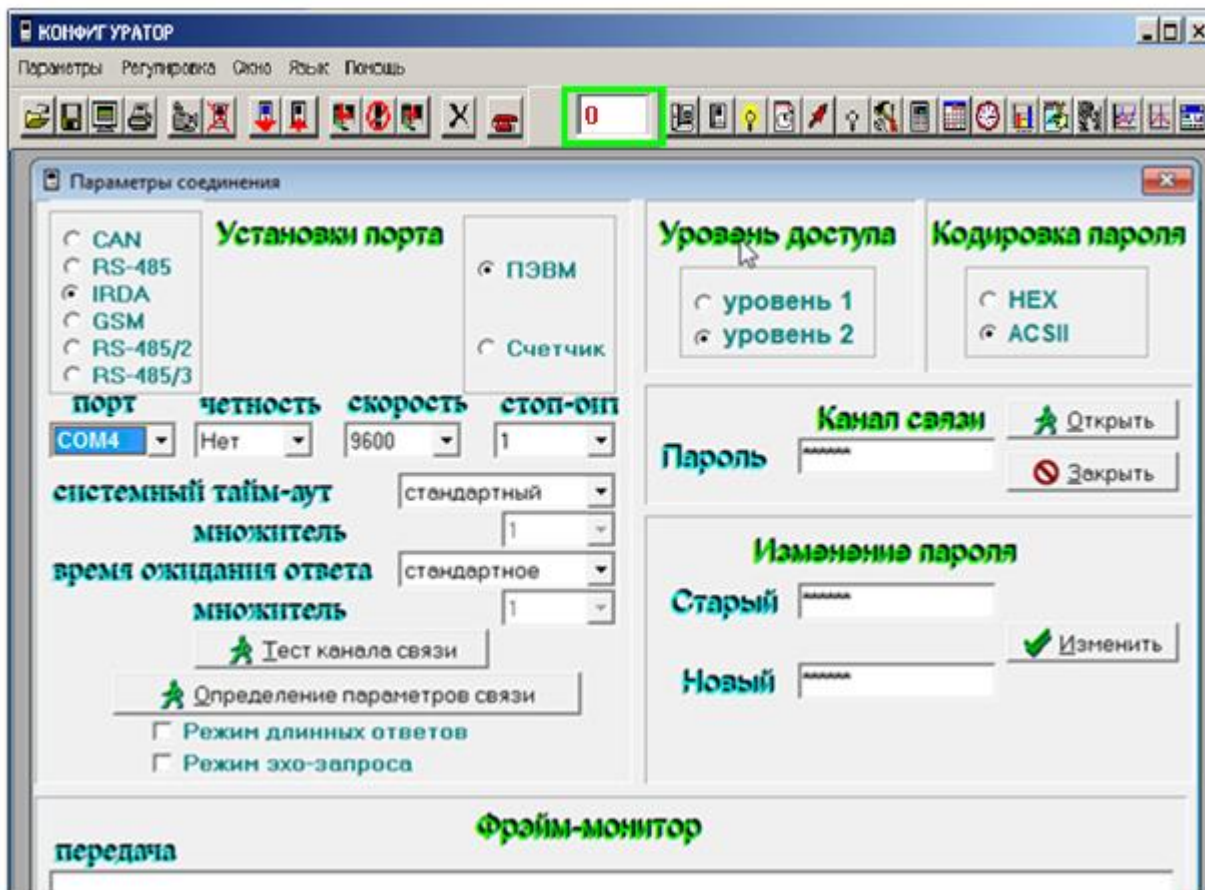 КОНФИГУРАТОР
Параметры Регулировка Окно Язык Помощь
0
Параметры соединения
CAN
RS-485
IRDA
GSM
RS-485/2
RS-485/3
Установки порта
ПЭВМ
Счетчик
порт четность скорость стоп-бит
COM4 Нет 9600 1
системный тайм-аут стандартный
множитель 1
время ожидания ответа стандартное
множитель 1
Тест канала связи
Определение параметров связи
Режим длинных ответов
Режим эхо-запроса
Уровень доступа
уровень 1
уровень 2
Кодировка пароля
HEX
ACSII
Канал связи
Пароль ******
Открыть
Закрыть
Изменение пароля
Старый ******
Новый ******
Изменить
Фрэйм-монитор
передача